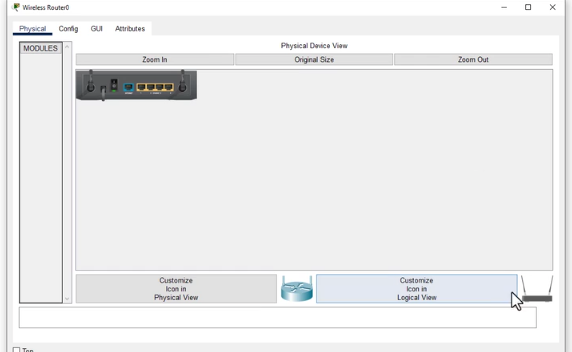 Wireless Router0
Physical Config GUI Attributes
MODULES
Physical Device View
Zoom In Original Size Zoom Out
Customize
Icon in
Physical View
Customize
Icon in
Logical View
Top